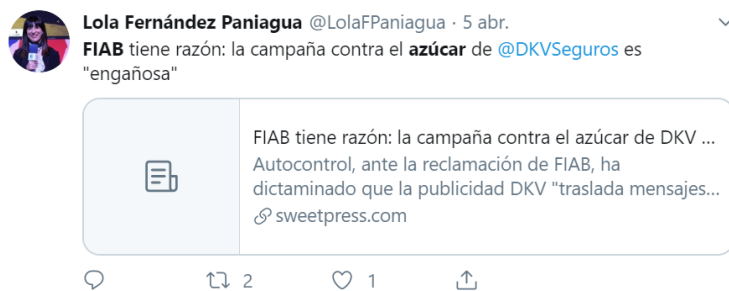 Lola Fernández Paniagua @LolaFPaniagua · 5 abr.
FIAB tiene razón: la campaña contra el azúcar de @DKVSeguros es
"engañosa"
FIAB tiene razón: la campaña contra el azúcar de DKV ...
Autocontrol, ante la reclamación de FIAB, ha
dictaminado que la publicidad DKV "traslada mensajes...
sweetpress.com
2 1